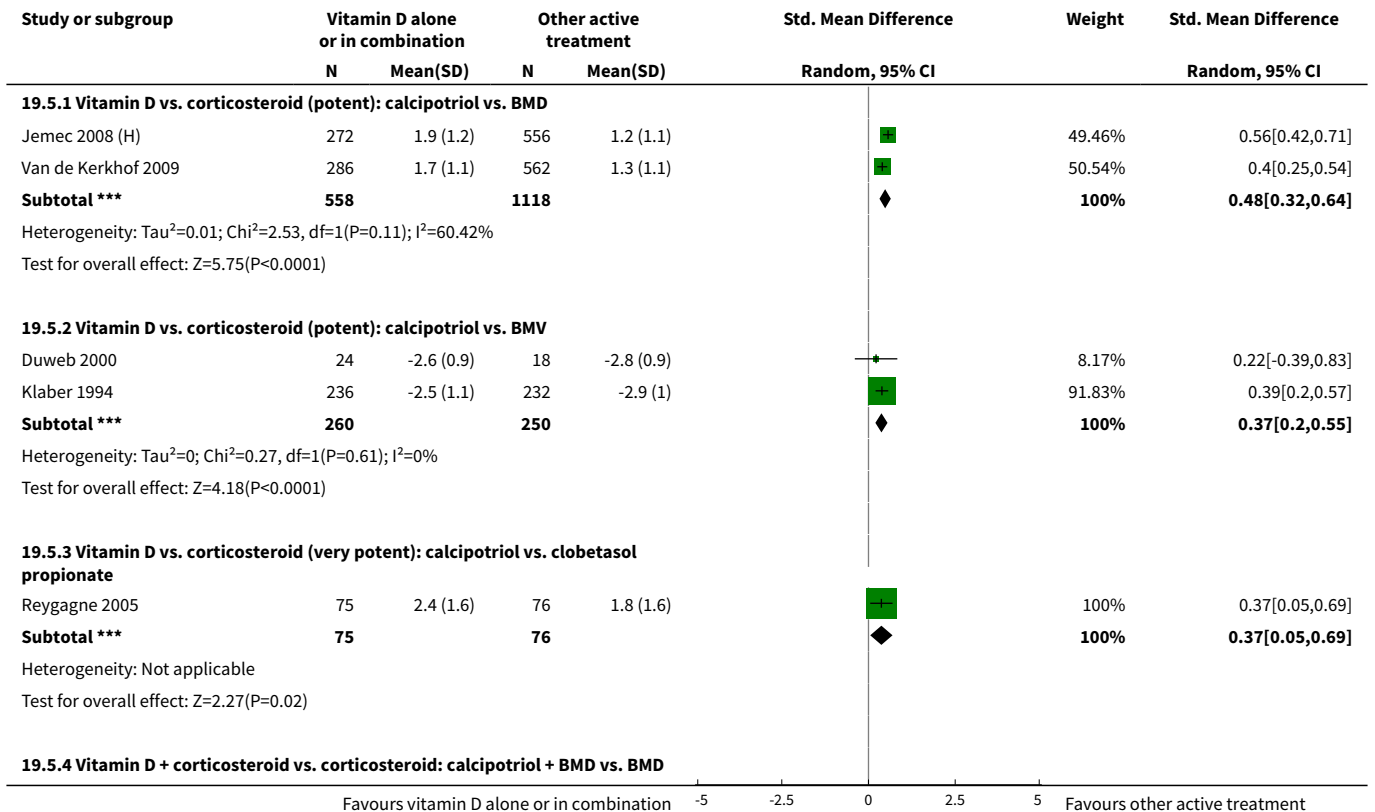 Study or subgroup Vitamin D alone or in combination Other active treatment Std. Mean Difference Weight Std. Mean Difference
N Mean(SD) N Mean(SD) Random, 95% CI Random, 95% CI
19.5.1 Vitamin D vs. corticosteroid (potent): calcipotriol vs. BMD
Jemec 2008 (H) 272 1.9 (1.2) 556 1.2 (1.1) 49.46% 0.56[0.42,0.71]
Van de Kerkhof 2009 286 1.7 (1.1) 562 1.3 (1.1) 50.54% 0.4[0.25,0.54]
Subtotal *** 558 1118 100% 0.48[0.32,0.64]
Heterogeneity: Tau²=0.01; Chi²=2.53, df=1(P=0.11); I²=60.42%
Test for overall effect: Z=5.75(P<0.0001)
19.5.2 Vitamin D vs. corticosteroid (potent): calcipotriol vs. BMV
Duweb 2000 24 -2.6 (0.9) 18 -2.8 (0.9) 8.17% 0.22[-0.39,0.83]
Klaber 1994 236 -2.5 (1.1) 232 -2.9 (1) 91.83% 0.39[0.2,0.57]
Subtotal *** 260 250 100% 0.37[0.2,0.55]
Heterogeneity: Tau²=0; Chi²=0.27, df=1(P=0.61); I²=0%
Test for overall effect: Z=4.18(P<0.0001)
19.5.3 Vitamin D vs. corticosteroid (very potent): calcipotriol vs. clobetasol
propionate
Reygagne 2005 75 2.4 (1.6) 76 1.8 (1.6) 100% 0.37[0.05,0.69]
Subtotal *** 75 76 100% 0.37[0.05,0.69]
Heterogeneity: Not applicable
Test for overall effect: Z=2.27(P=0.02)
19.5.4 Vitamin D + corticosteroid vs. corticosteroid: calcipotriol + BMD vs. BMD
Favours vitamin D alone or in combination -5 -2.5 0 2.5 5 Favours other active treatment